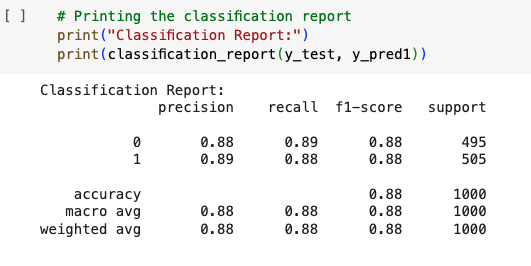 [ ] # Printing the classification report
print("Classification Report:")
print(classification_report(y_test, y_pred1))
Classification Report:
precision recall f1-score support
0 0.88 0.89 0.88 495
1 0.89 0.88 0.88 505
accuracy 0.88 1000
macro avg 0.88 0.88 0.88 1000
weighted avg 0.88 0.88 0.88 1000